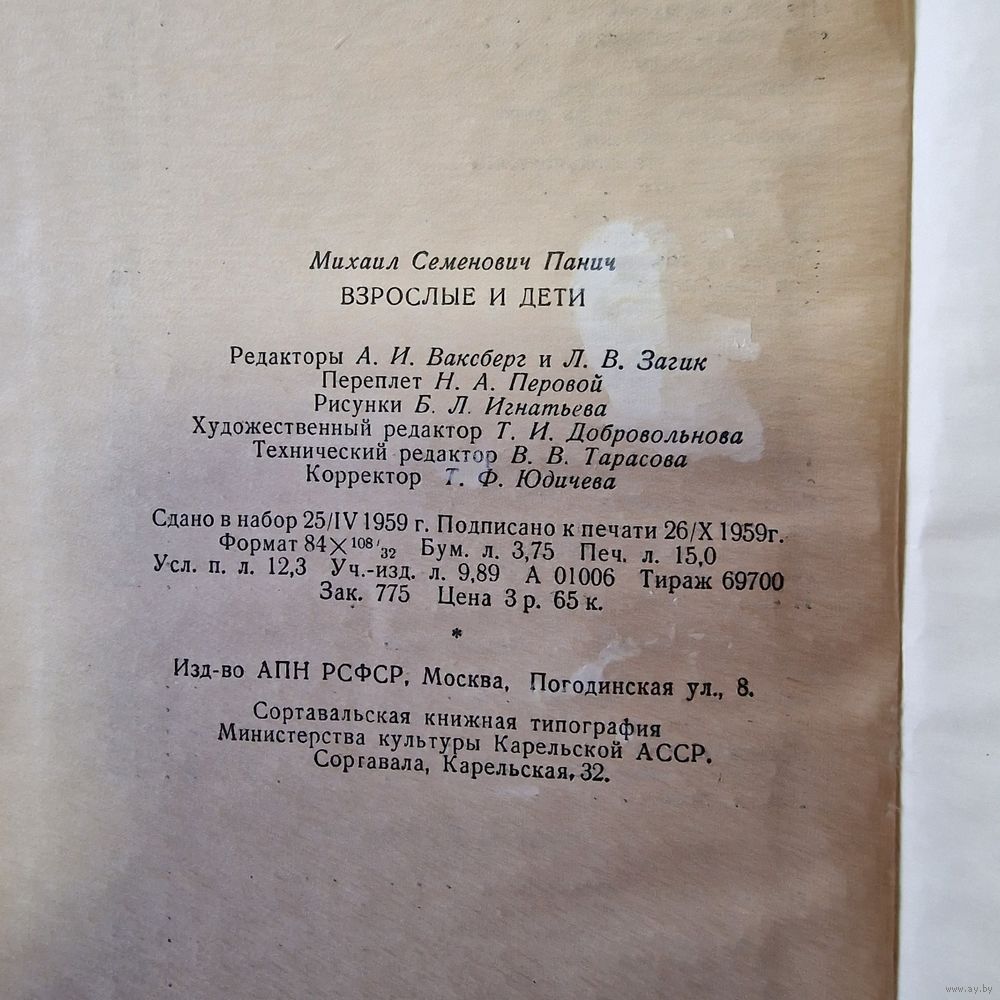 Михаил Семенович Панич
ВЗРОСЛЫЕ И ДЕТИ
Редакторы А. И. Ваксберг и Л. В. Загик
Переплет Н. А. Перовой
Рисунки Б. Л. Игнатьева
Художественный редактор Т. И. Добровольнова
Технический редактор В. В. Тарасова
Корректор Т. Ф. Юдичева
Сдано в набор 25/IV 1959 г. Подписано к печати 26/X 1959г.
Формат 84×108/32 Бум. л. 3,75 Печ. л. 15,0
Усл. п. л. 12,3 Уч.-изд. л. 9,89 А 01006 Тираж 69700
Зак. 775 Цена 3 р. 65 к.
*
Изд-во АПН РСФСР, Москва, Погодинская ул., 8.
Сортавальская книжная типография
Министерства культуры Карельской АССР.
Сортавала, Карельская, 32.
www.ay.by